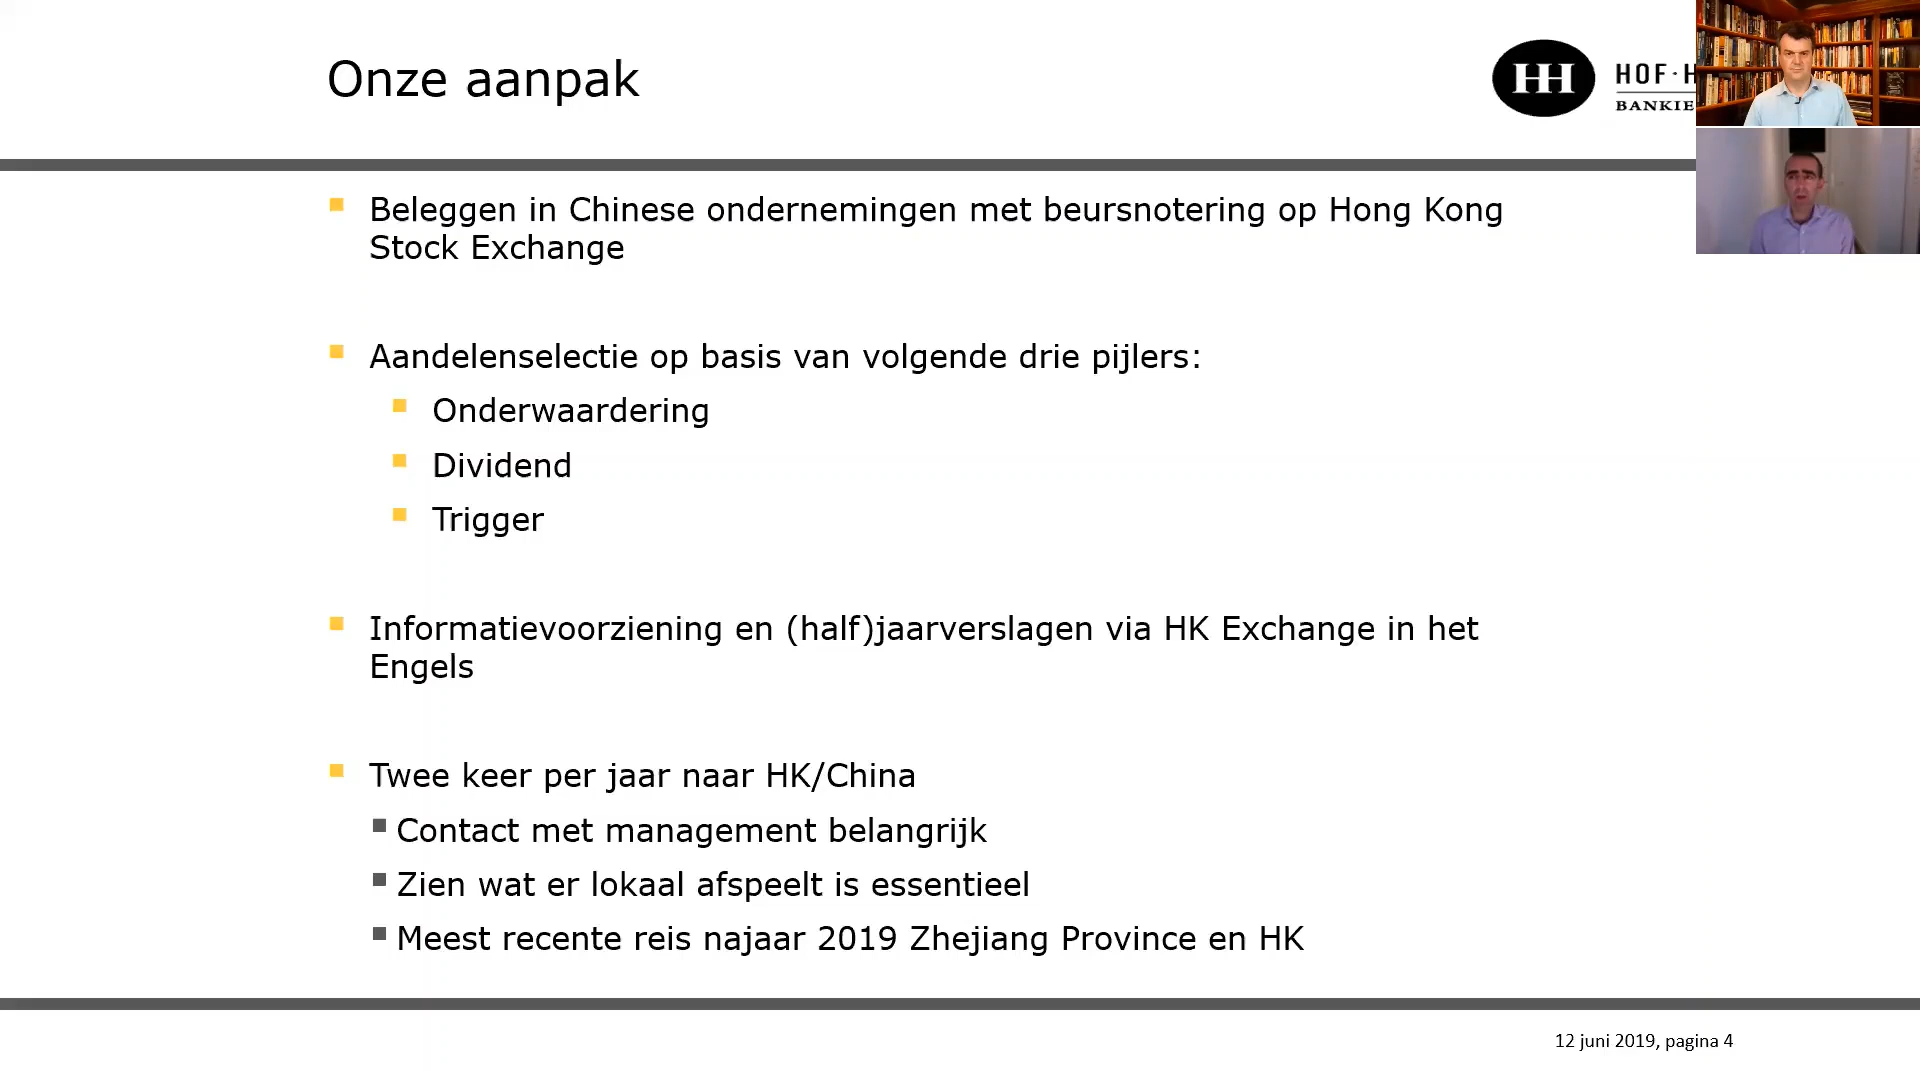 Onze aanpak
HH
HOF·H
BANKIE
Beleggen in Chinese ondernemingen met beursnotering op Hong Kong
Stock Exchange
Aandelenselectie op basis van volgende drie pijlers:
Onderwaardering
Dividend
Trigger
Informatievoorziening en (half)jaarverslagen via HK Exchange in het
Engels
Twee keer per jaar naar HK/China
Contact met management belangrijk
Zien wat er lokaal afspeelt is essentieel
Meest recente reis najaar 2019 Zhejiang Province en HK
12 juni 2019, pagina 4